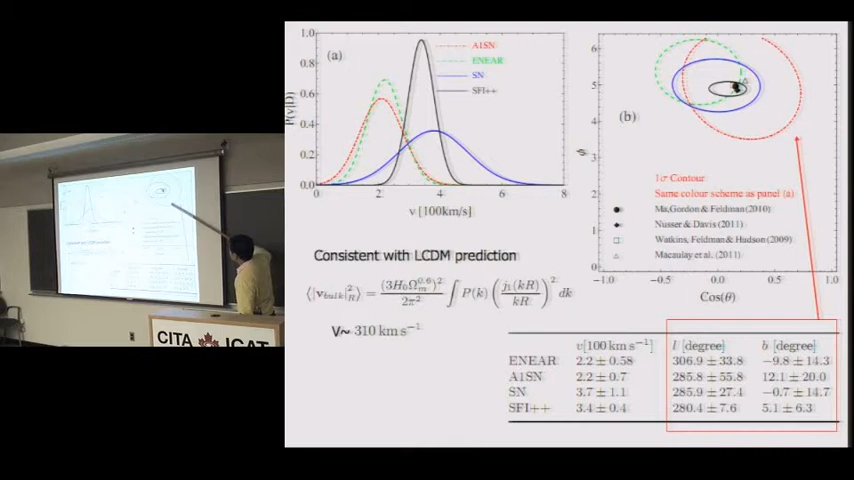 (a)
A1SN
ENEAR
SN
SFI++
P(v|D)
1.0
0.8
0.6
0.4
0.2
0.0
0 2 4 6 8
v [100km/s]
(b)
6
5
4
3
2
1
0
ϕ
1σ Contour
Same colour scheme as panel (a)
Ma,Gordon & Feldman (2010)
Nusser & Davis (2011)
Watkins, Feldman & Hudson (2009)
Macaulay et al. (2011)
−1.0 −0.5 0.0 0.5 1.0
Cos(θ)
Consistent with LCDM prediction
⟨|v_bulk|²_R⟩ = (3H₀Ω_m^0.6)²/2π² ∫ P(k) (j₁(kR)/kR)² dk
V~ 310 km s⁻¹
v[100 km s⁻¹] l [degree] b [degree]
ENEAR 2.2 ± 0.58 306.9 ± 33.8 −9.8 ± 14.3
A1SN 2.2 ± 0.7 285.8 ± 55.8 12.1 ± 20.0
SN 3.7 ± 1.1 285.9 ± 27.4 −0.7 ± 14.7
SFI++ 3.4 ± 0.4 280.4 ± 7.6 5.1 ± 6.3
CITA ICAT